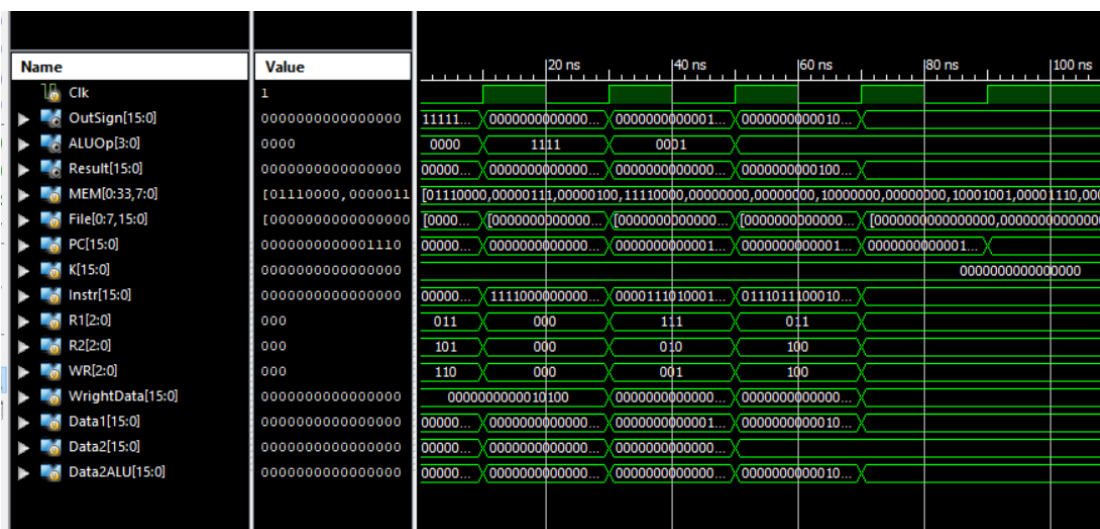 Name Value 20 ns 40 ns 60 ns 80 ns 100 ns
Clk 1
OutSign[15:0] 0000000000000000 11111... 0000000000000... 0000000000001... 0000000000010...
ALUOp[3:0] 0000 0000 1111 0001
Result[15:0] 0000000000000000 00000... 0000000000000... 0000000000000... 0000000000100...
MEM[0:33,7:0] [01110000,0000011 [01110000,00000111,00000100,11110000,00000000,00000000,10000000,00000000,10001001,00001110,000
File[0:7,15:0] [0000000000000000 [0000... [0000000000000... [0000000000000... [0000000000000... [0000000000000000,0000000000000
PC[15:0] 0000000000001110 00000... 0000000000000... 0000000000001... 0000000000001... 0000000000001...
K[15:0] 0000000000000000 0000000000000000
Instr[15:0] 0000000000000000 00000... 1111000000000... 0000111010001... 0111011100010...
R1[2:0] 000 011 000 111 011
R2[2:0] 000 101 000 010 100
WR[2:0] 000 110 000 001 100
WrightData[15:0] 0000000000000000 0000000000010100 0000000000000... 0000000000000...
Data1[15:0] 0000000000000000 00000... 0000000000000... 0000000000001... 0000000000010...
Data2[15:0] 0000000000000000 00000... 0000000000000... 0000000000000...
Data2ALU[15:0] 0000000000000000 00000... 0000000000000... 0000000000000... 0000000000010...